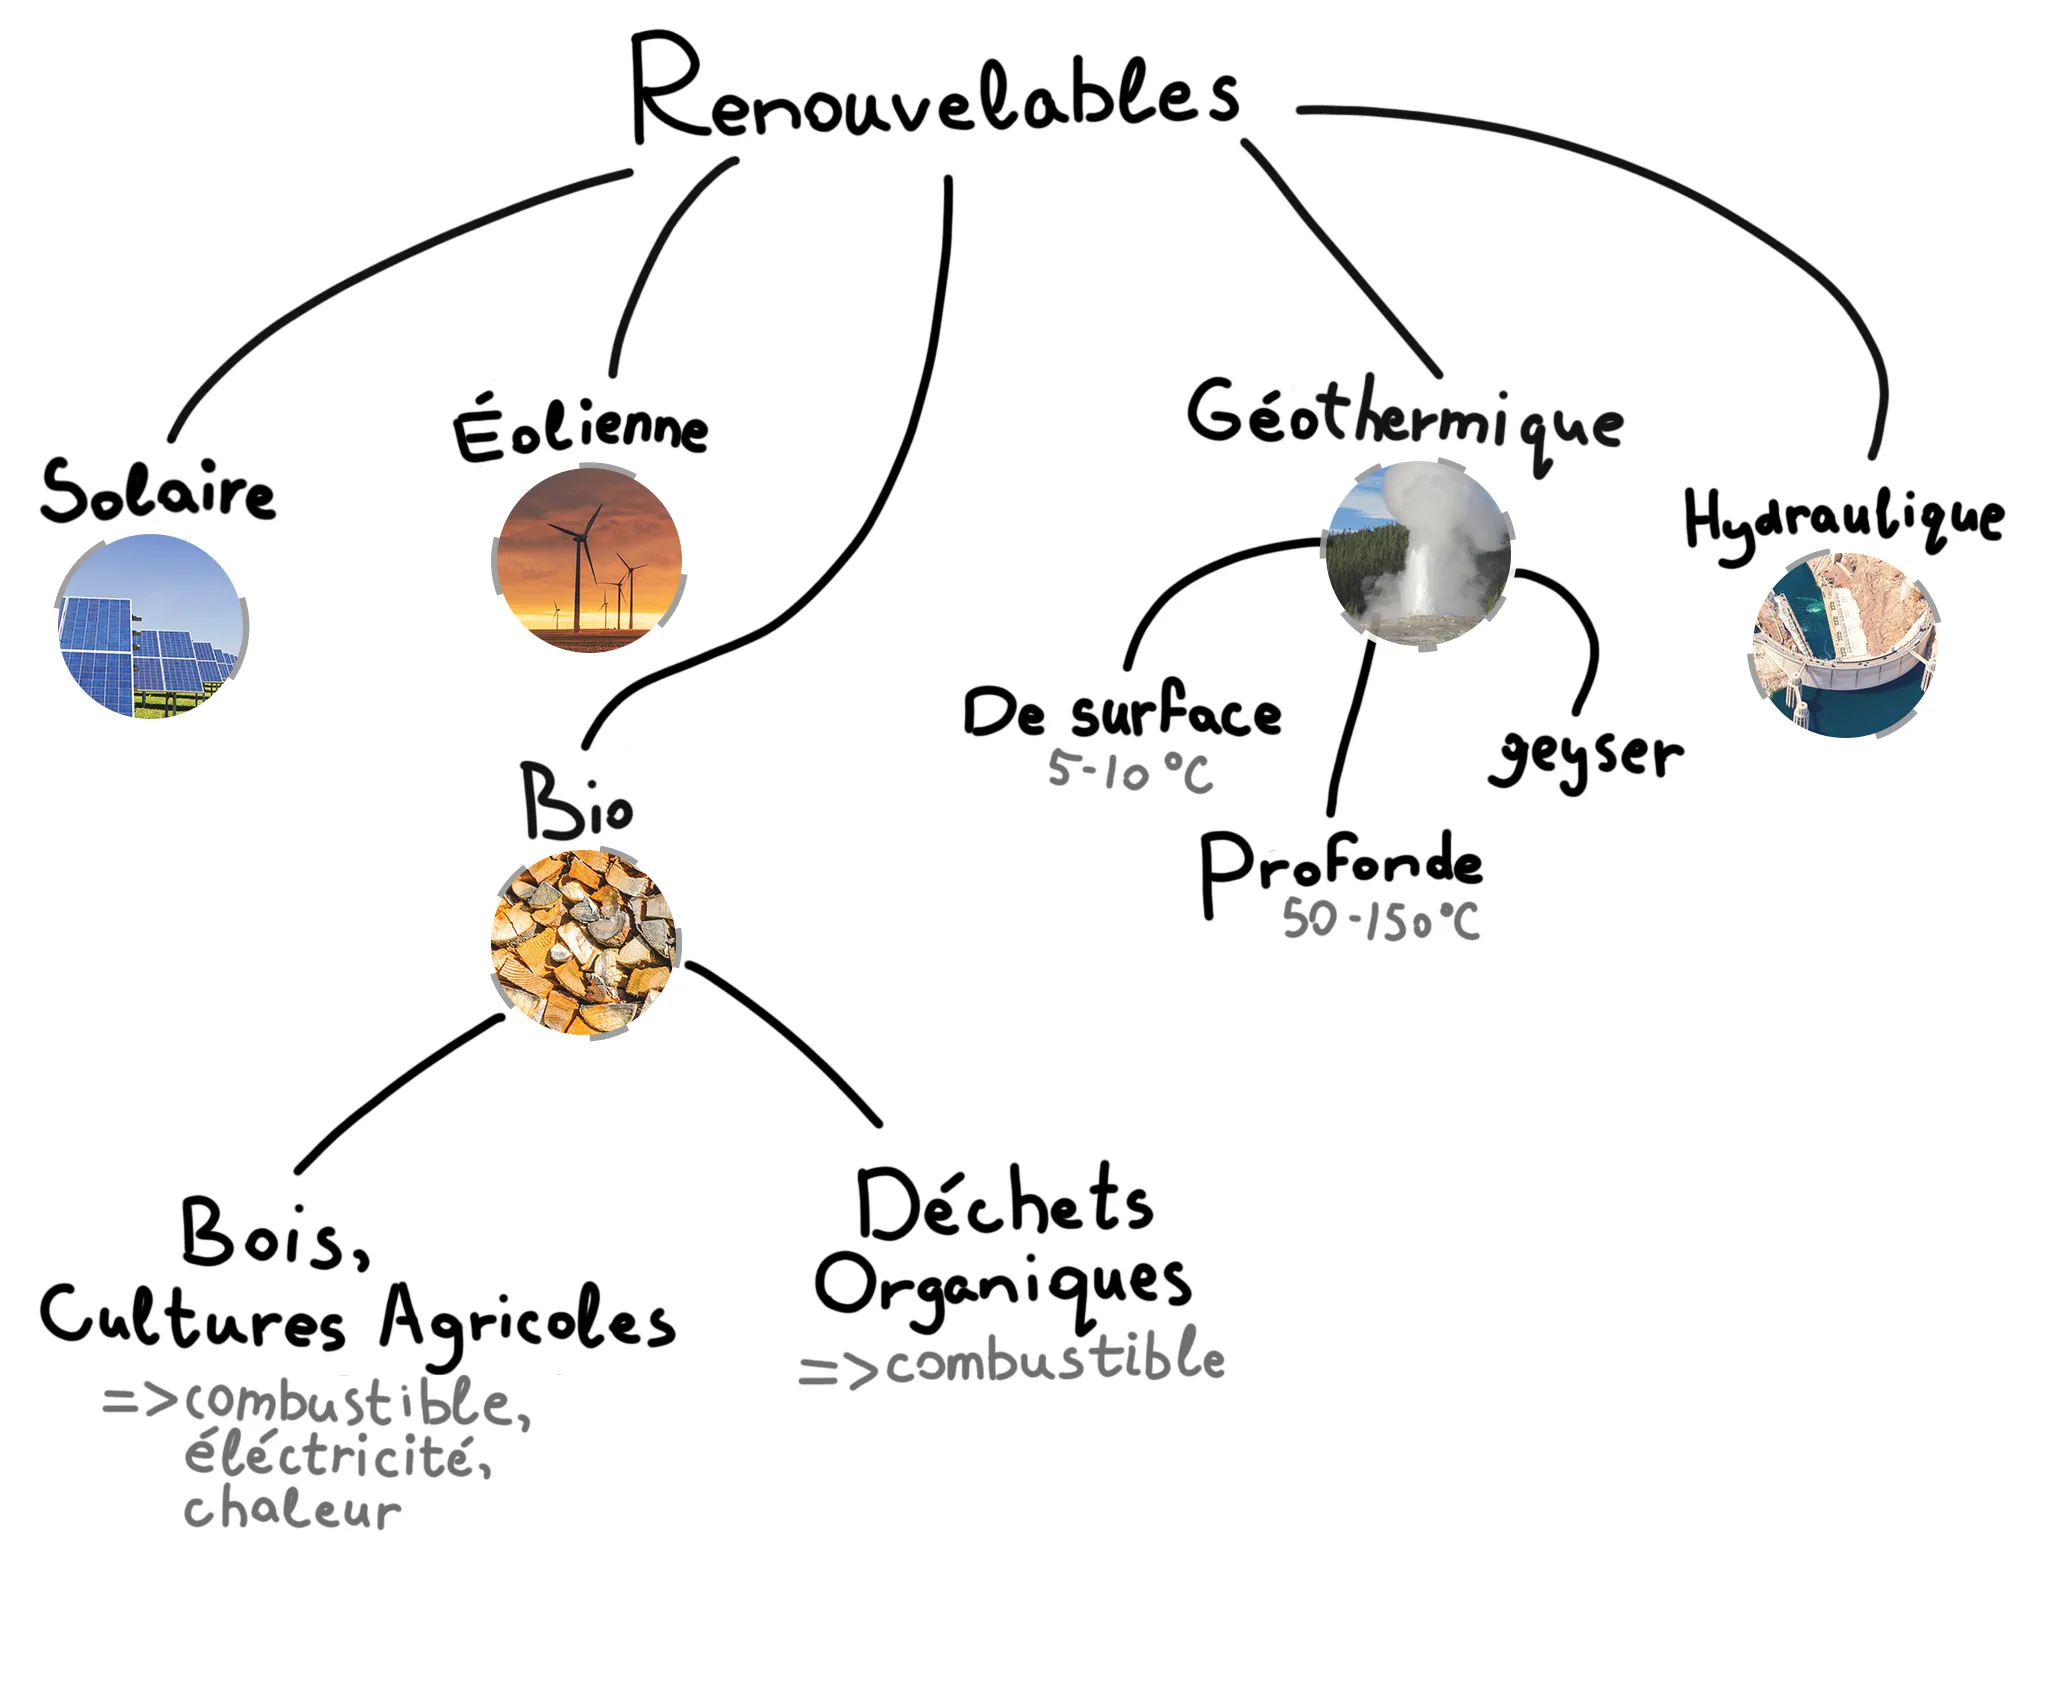 Renouvelables
Solaire
Éolienne
Bio
Bois,
Cultures Agricoles
=>combustible,
éléctricité,
chaleur
Déchets
Organiques
=>combustible
Géothermique
De surface
5-10°C
Profonde
50-150°C
geyser
Hydraulique